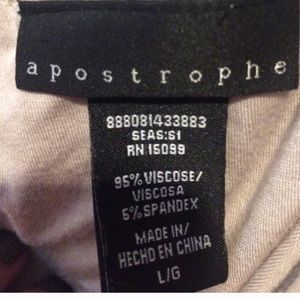 apostrophe
888081433883
SEAS:S1
RN 15099
95% VISCOSE/
VISCOSA
5% SPANDEX
MADE IN/
HECHO EN CHINA
L/G